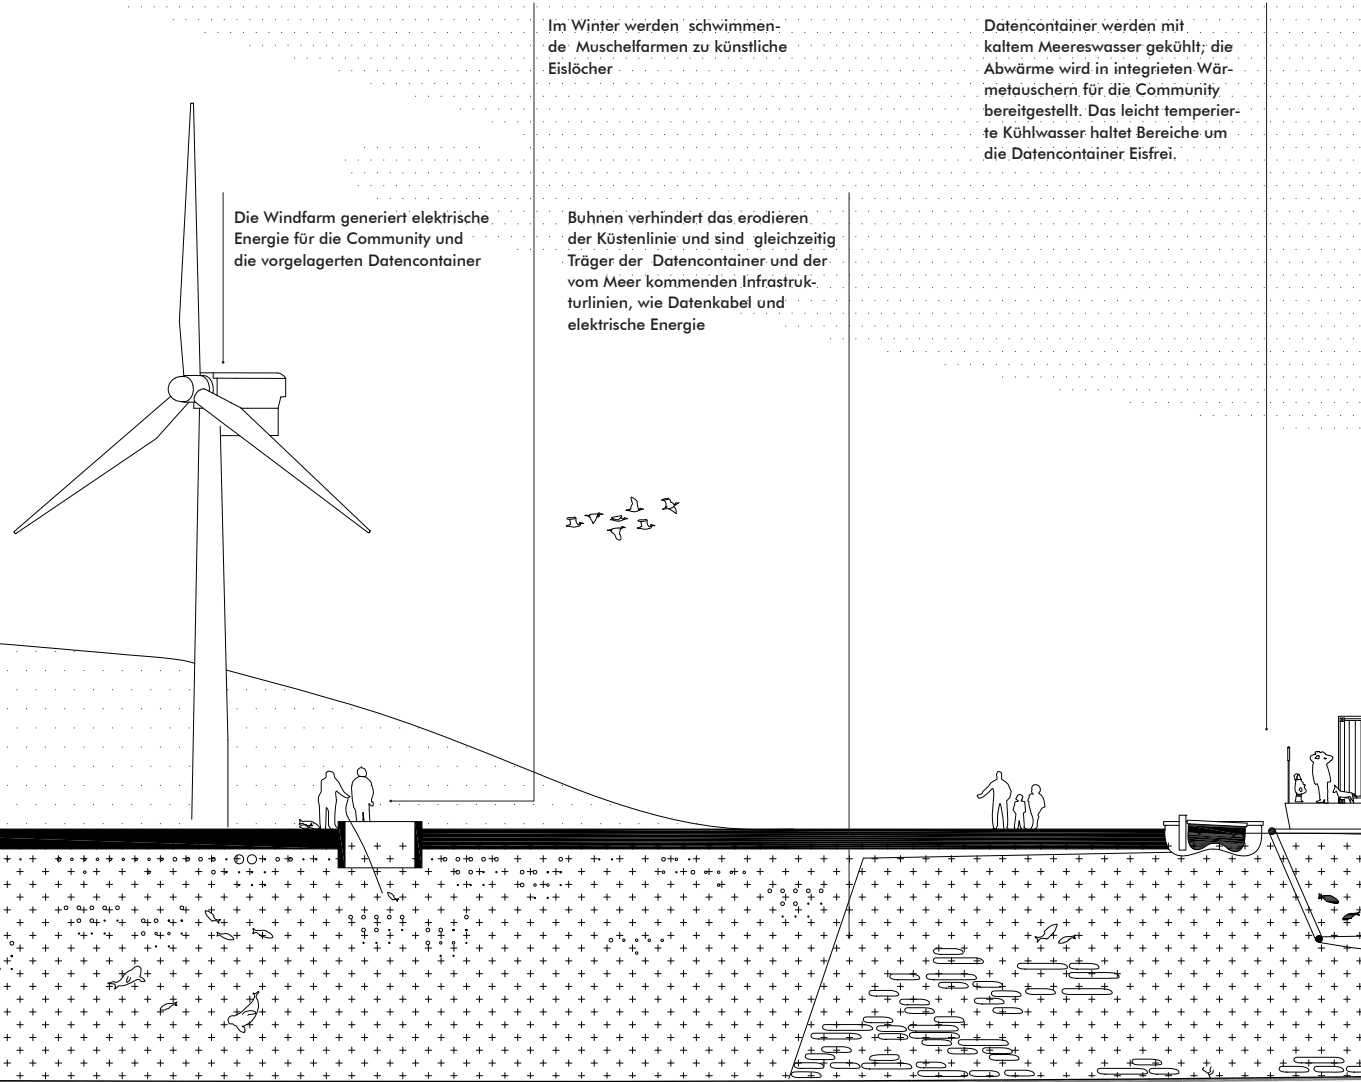 Im Winter werden  schwimmen-
de  Muschelfarmen zu künstliche
Eislöcher
Datencontainer werden mit
kaltem Meereswasser gekühlt; die
Abwärme wird in integrieten Wär-
metauschern für die Community
bereitgestellt. Das leicht temperier-
te Kühlwasser haltet Bereiche um
die Datencontainer Eisfrei.
Die Windfarm generiert elektrische
Energie für die Community und
die vorgelagerten Datencontainer
Buhnen verhindert das erodieren
der Küstenlinie und sind  gleichzeitig
Träger der  Datencontainer und der
vom Meer kommenden Infrastruk-
turlinien, wie Datenkabel und
elektrische Energie